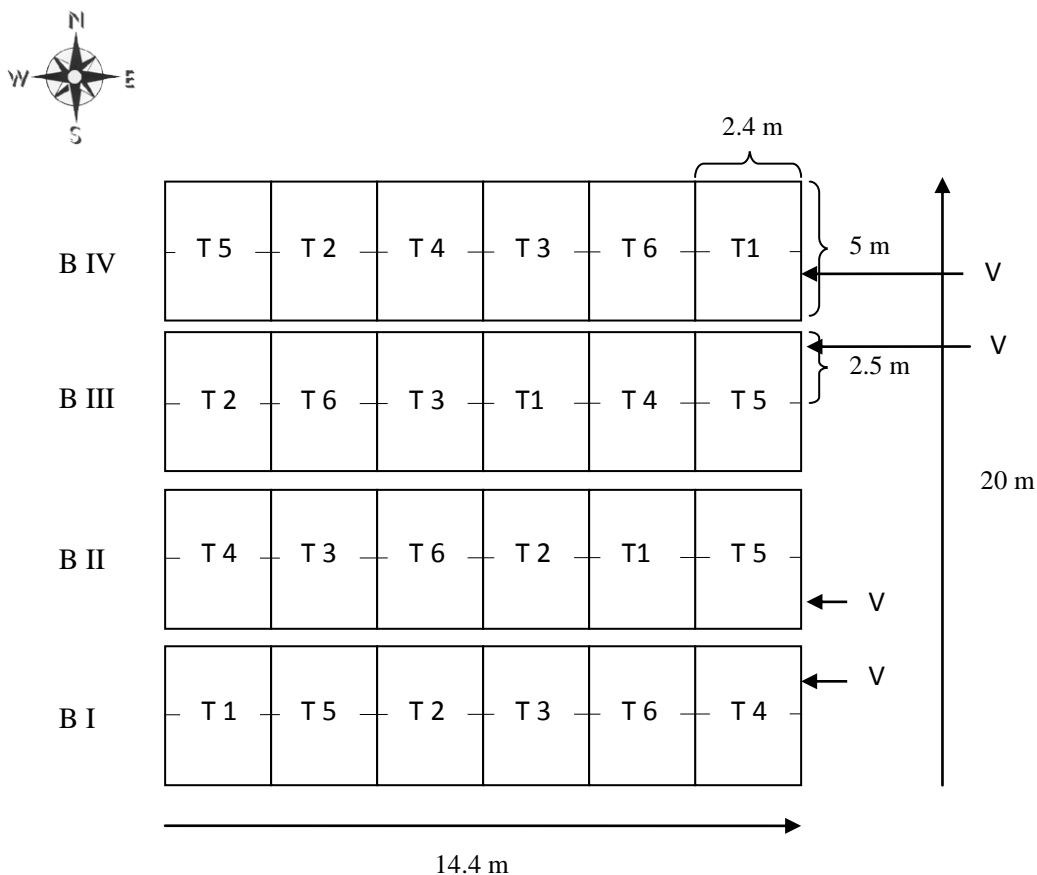 N
W E
S
2.4 m
B IV
T 5 T 2 T 4 T 3 T 6 T1
5 m
V
V
B III
T 2 T 6 T 3 T1 T 4 T 5
2.5 m
20 m
B II
T 4 T 3 T 6 T 2 T1 T 5
V
V
B I
T 1 T 5 T 2 T 3 T 6 T 4
14.4 m